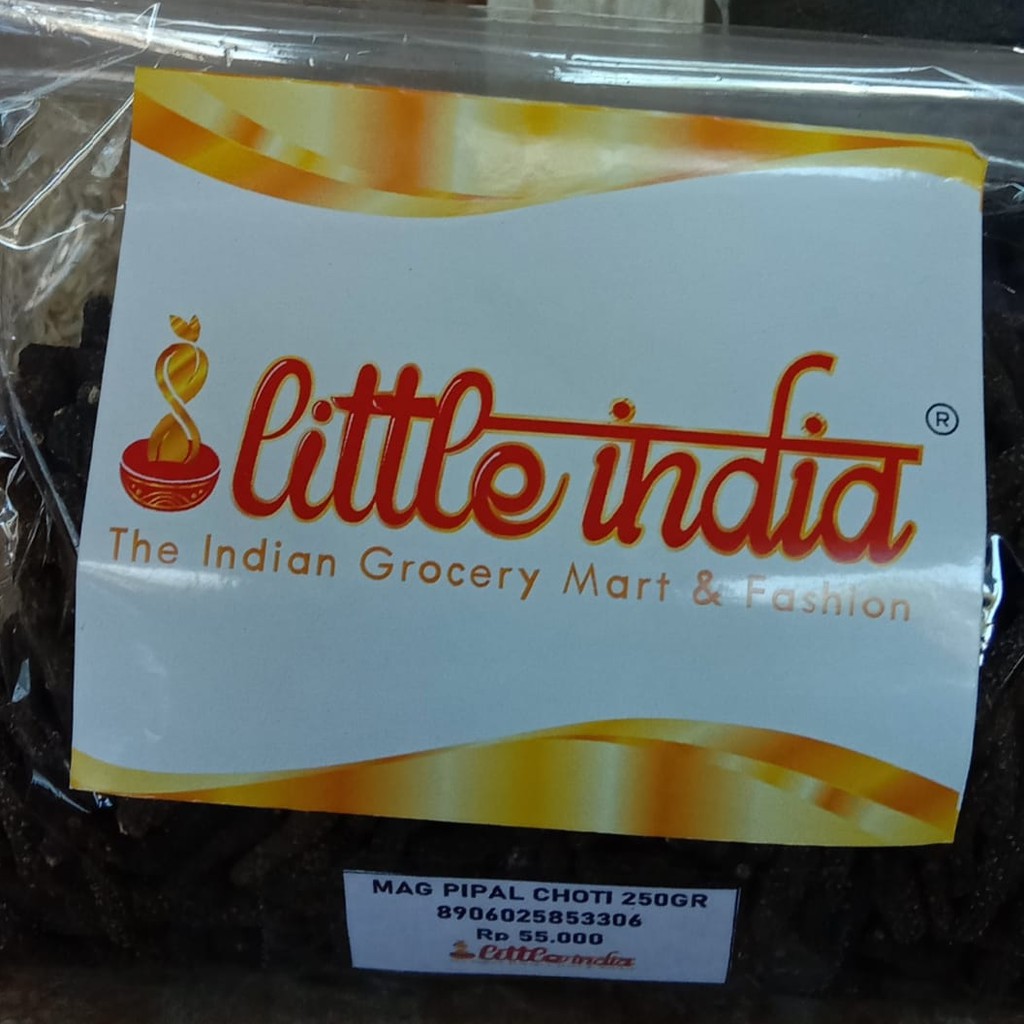 little india
®
The Indian Grocery Mart & Fashion
MAG PIPAL CHOTI 250GR
8906025853306
Rp 55.000
little india